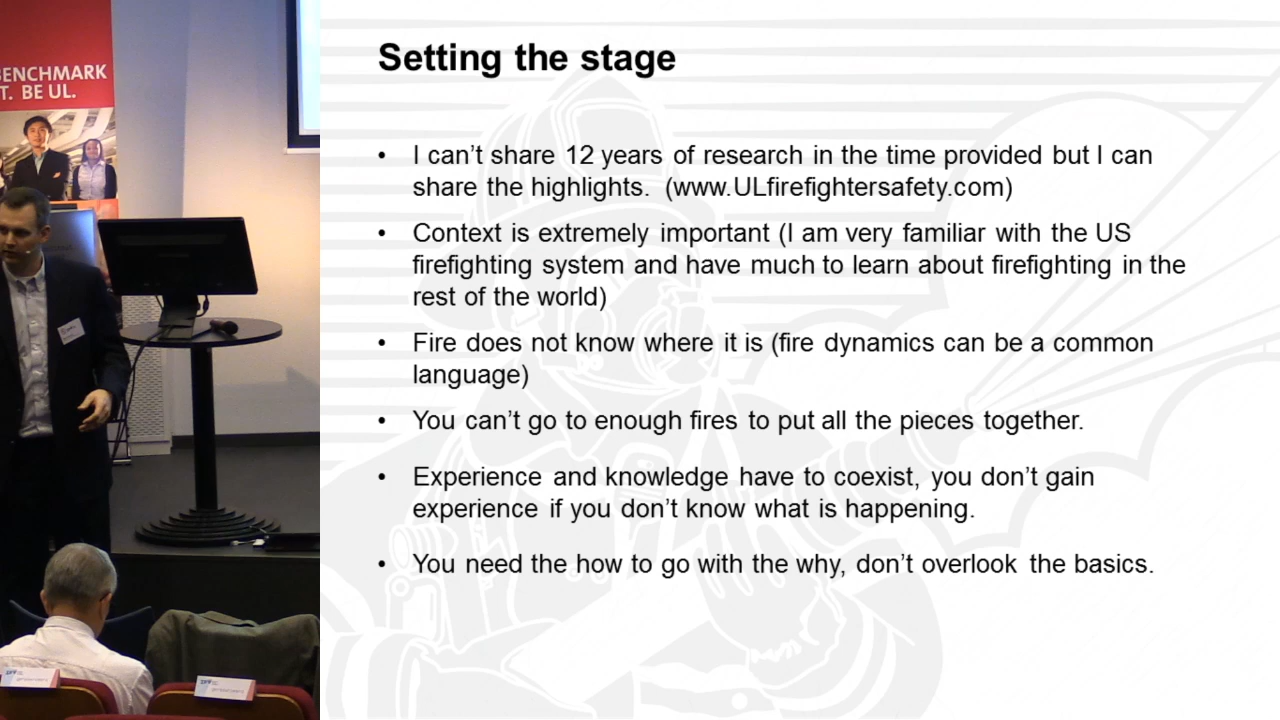 BENCHMARK
T. BE UL.
Setting the stage
• I can’t share 12 years of research in the time provided but I can
share the highlights. (www.ULfirefightersafety.com)
• Context is extremely important (I am very familiar with the US
firefighting system and have much to learn about firefighting in the
rest of the world)
• Fire does not know where it is (fire dynamics can be a common
language)
• You can’t go to enough fires to put all the pieces together.
• Experience and knowledge have to coexist, you don’t gain
experience if you don’t know what is happening.
• You need the how to go with the why, don’t overlook the basics.